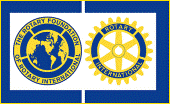 THE ROTARY FOUNDATION
OF ROTARY INTERNATIONAL
ROTARY
INTERNATIONAL